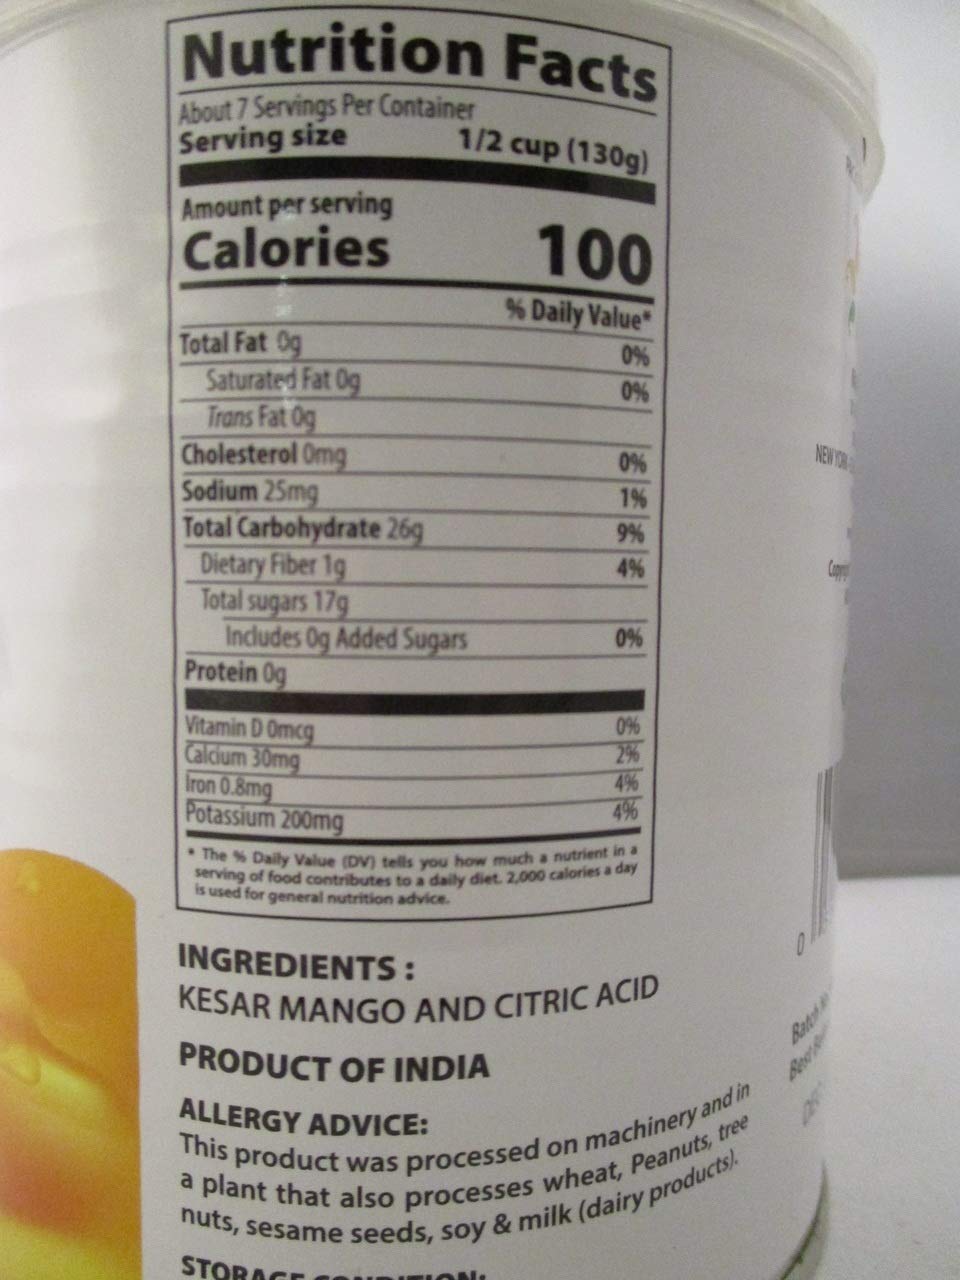 Nutrition Facts
About 7 Servings Per Container
Serving size 1/2 cup (130g)
Amount per serving
Calories 100
% Daily Value*
Total Fat 0g 0%
Saturated Fat 0g 0%
Trans Fat 0g
Cholesterol 0mg 0%
Sodium 25mg 1%
Total Carbohydrate 26g 9%
Dietary Fiber 1g 4%
Total sugars 17g
Includes 0g Added Sugars 0%
Protein 0g
Vitamin D 0mcg 0%
Calcium 30mg 2%
Iron 0.8mg 4%
Potassium 200mg 4%
* The % Daily Value (DV) tells you how much a nutrient in a
serving of food contributes to a daily diet. 2,000 calories a day
is used for general nutrition advice.
INGREDIENTS :
KESAR MANGO AND CITRIC ACID
PRODUCT OF INDIA
ALLERGY ADVICE:
This product was processed on machinery and in
a plant that also processes wheat, Peanuts, tree
nuts, sesame seeds, soy & milk (dairy products).
STORAGE CONDITION:
NEW YORK
0
Batch
Best